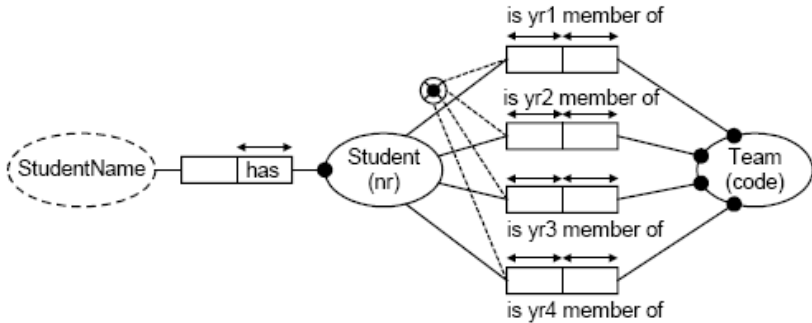 is yr1 member of
is yr2 member of
StudentName
has
Student
(nr)
Team
(code)
is yr3 member of
is yr4 member of